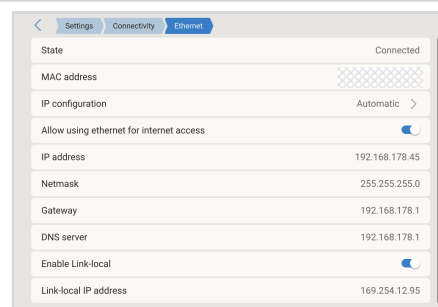 Settings Connectivity Ethernet
State Connected
MAC address
IP configuration Automatic
Allow using ethernet for internet access
IP address 192.168.178.45
Netmask 255.255.255.0
Gateway 192.168.178.1
DNS server 192.168.178.1
Enable Link-local
Link-local IP address 169.254.12.95